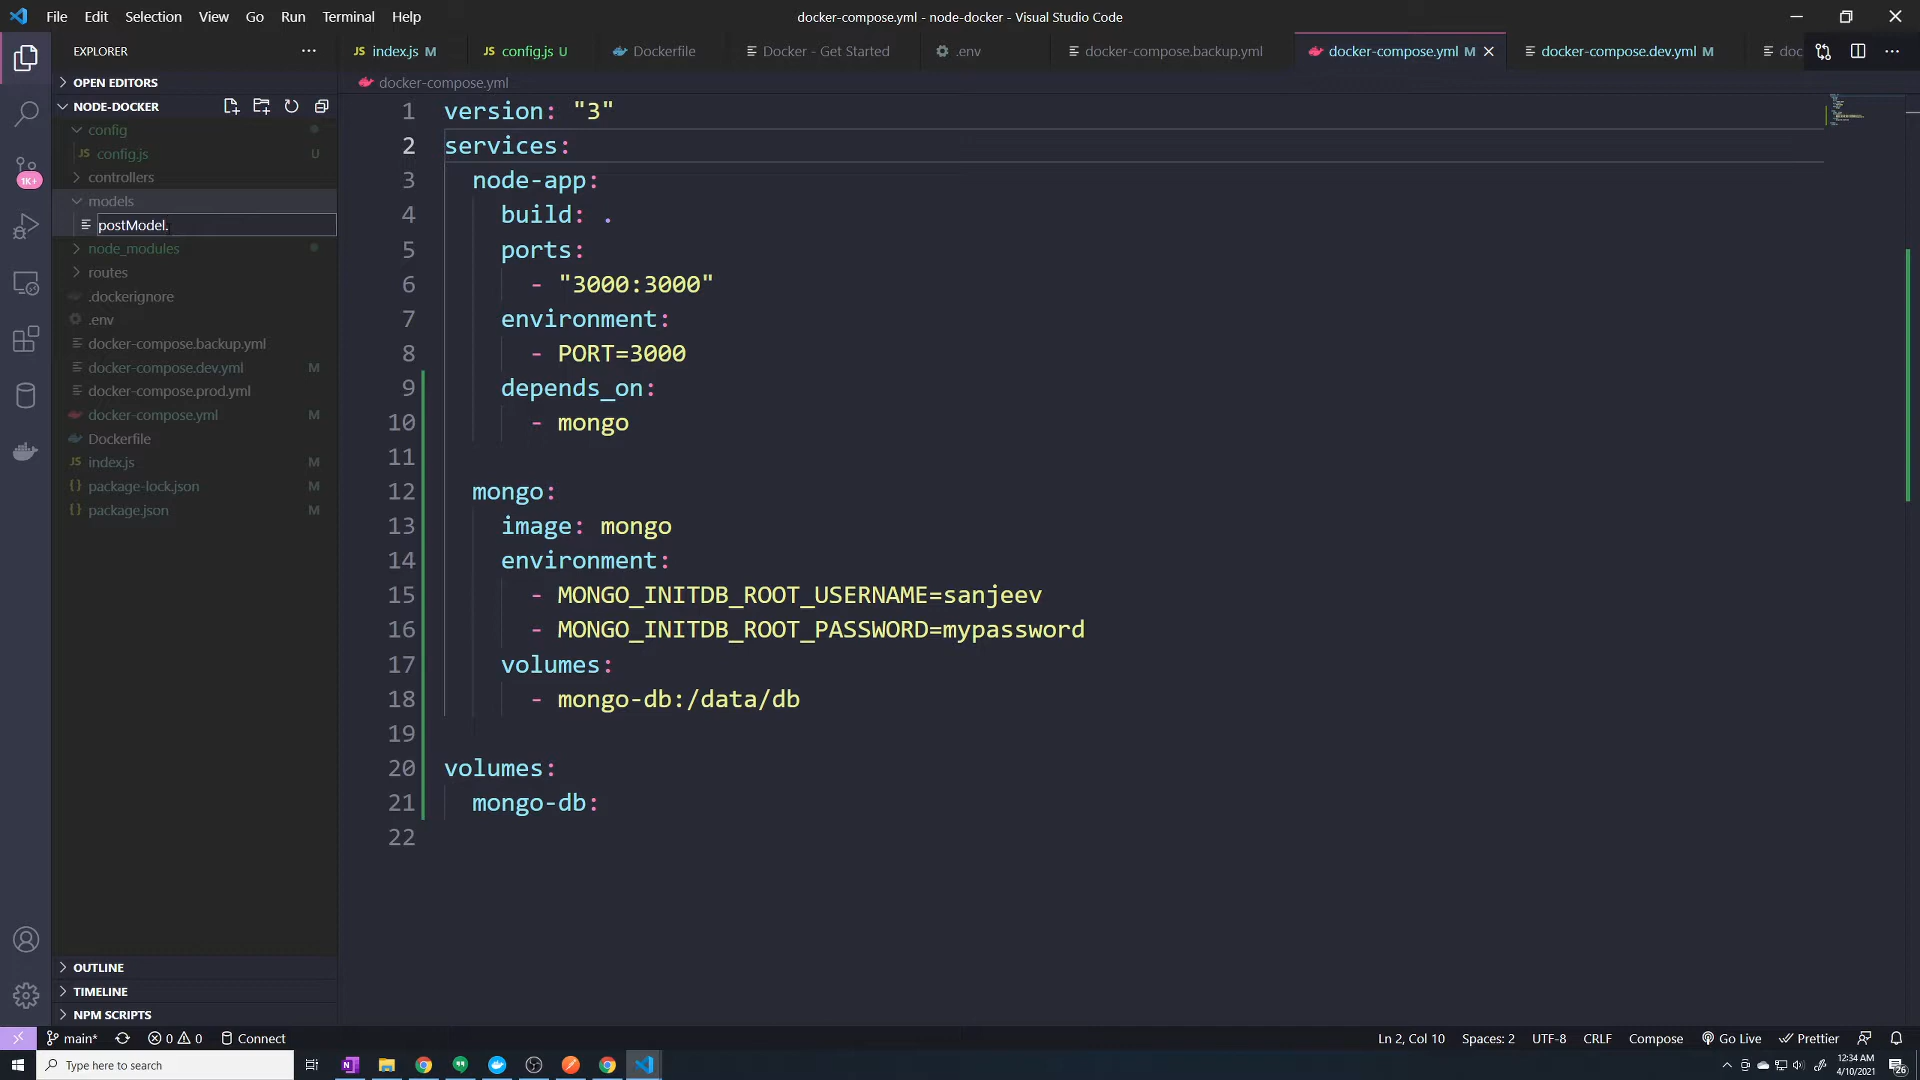 File Edit Selection View Go Run Terminal Help
docker-compose.yml - node-docker - Visual Studio Code
EXPLORER
index.js M
config.js U
Dockerfile
Docker - Get Started
.env
docker-compose.backup.yml
docker-compose.yml M
docker-compose.dev.yml M
doc
OPEN EDITORS
NODE-DOCKER
config
JS config.js U
controllers
models
postModel.
node_modules
routes
.dockerignore
.env
docker-compose.backup.yml
docker-compose.dev.yml M
docker-compose.prod.yml
docker-compose.yml M
Dockerfile
JS index.js M
{} package-lock.json M
{} package.json M
OUTLINE
TIMELINE
NPM SCRIPTS
1K+
docker-compose.yml
1 version: "3"
2 services:
3 node-app:
4 build: .
5 ports:
6 - "3000:3000"
7 environment:
8 - PORT=3000
9 depends_on:
10 - mongo
11
12 mongo:
13 image: mongo
14 environment:
15 - MONGO_INITDB_ROOT_USERNAME=sanjeev
16 - MONGO_INITDB_ROOT_PASSWORD=mypassword
17 volumes:
18 - mongo-db:/data/db
19
20 volumes:
21 mongo-db:
22
main* 0 0 Connect
Ln 2, Col 10 Spaces: 2 UTF-8 CRLF Compose Go Live Prettier
Type here to search
12:34 AM
4/10/2021
26